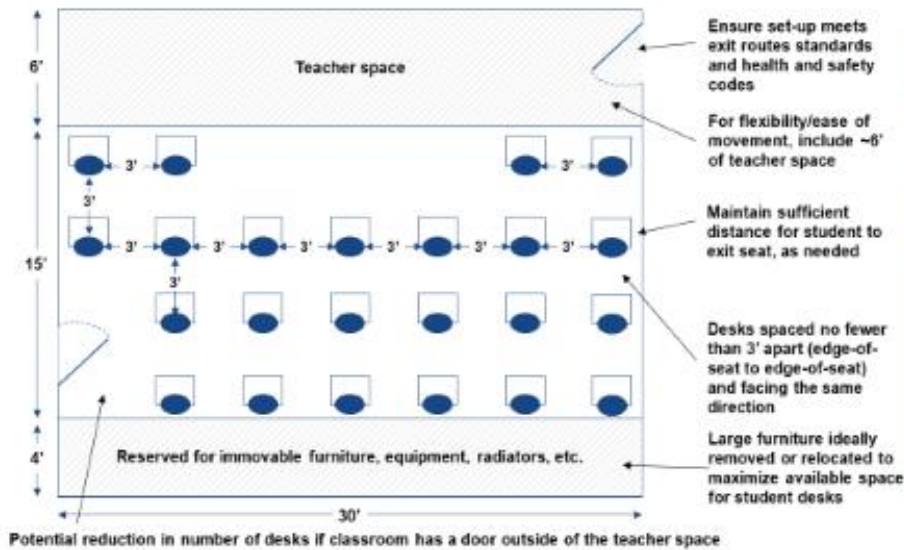 Teacher space
6'
Ensure set-up meets
exit routes standards
and health and safety
codes
For flexibility/ease of
movement, include ~6'
of teacher space
3'
3'
3'
15'
3'
3'
3'
3'
3'
3'
3'
Maintain sufficient
distance for student to
exit seat, as needed
Desks spaced no fewer
than 3' apart (edge-of-
seat to edge-of-seat)
and facing the same
direction
4'
Reserved for immovable furniture, equipment, radiators, etc.
Large furniture ideally
removed or relocated to
maximize available space
for student desks
30'
Potential reduction in number of desks if classroom has a door outside of the teacher space